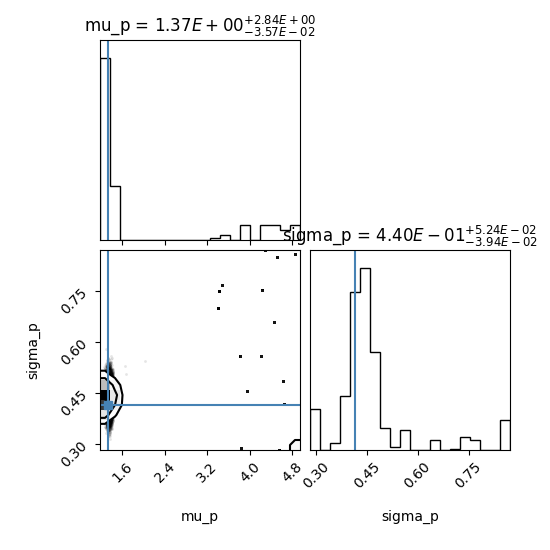 mu_p = 1.37E + 00+2.84E+00−3.57E−02
sigma_p = 4.40E − 01+5.24E−02−3.94E−02
0.75
0.60
0.45
0.30
sigma_p
1.6 2.4 3.2 4.0 4.8
0.30 0.45 0.60 0.75
mu_p
sigma_p